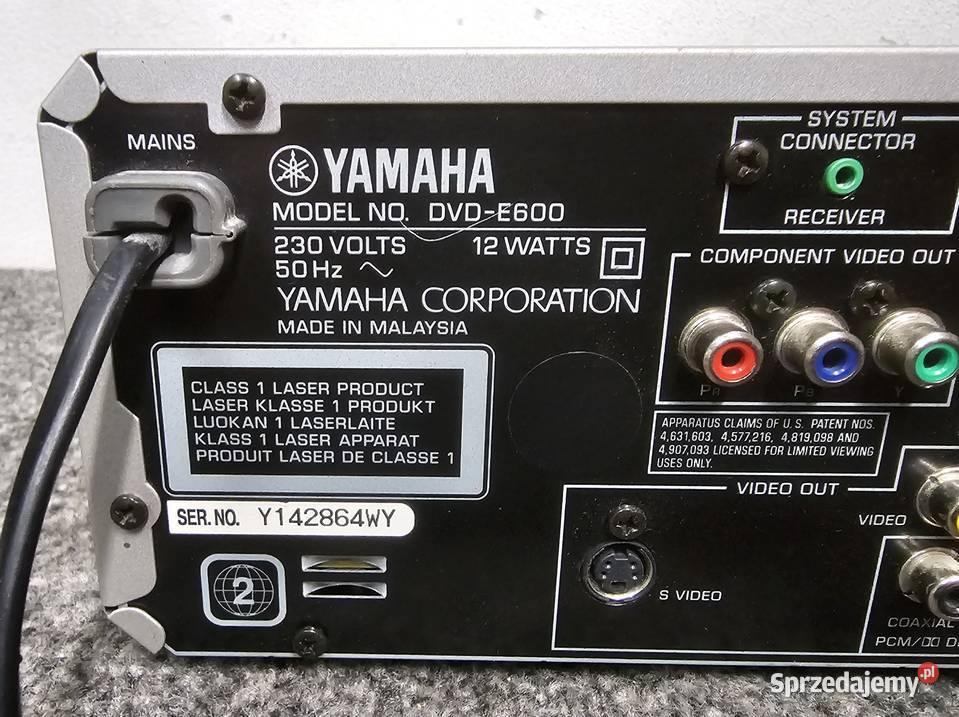 MAINS
YAMAHA
MODEL NO. DVD-E600
230 VOLTS 12 WATTS
50 Hz
YAMAHA CORPORATION
MADE IN MALAYSIA
CLASS 1 LASER PRODUCT
LASER KLASSE 1 PRODUKT
LUOKAN 1 LASERLAITE
KLASS 1 LASER APPARAT
PRODUIT LASER DE CLASSE 1
SER. NO. Y142864WY
2
SYSTEM
CONNECTOR
RECEIVER
COMPONENT VIDEO OUT
PR PB Y
APPARATUS CLAIMS OF U.S. PATENT NOS.
4,631,603, 4,577,216, 4,819,098 AND
4,907,093 LICENSED FOR LIMITED VIEWING
USES ONLY.
VIDEO OUT
VIDEO
S VIDEO
COAXIAL
PCM/
Sprzedajemy.pl